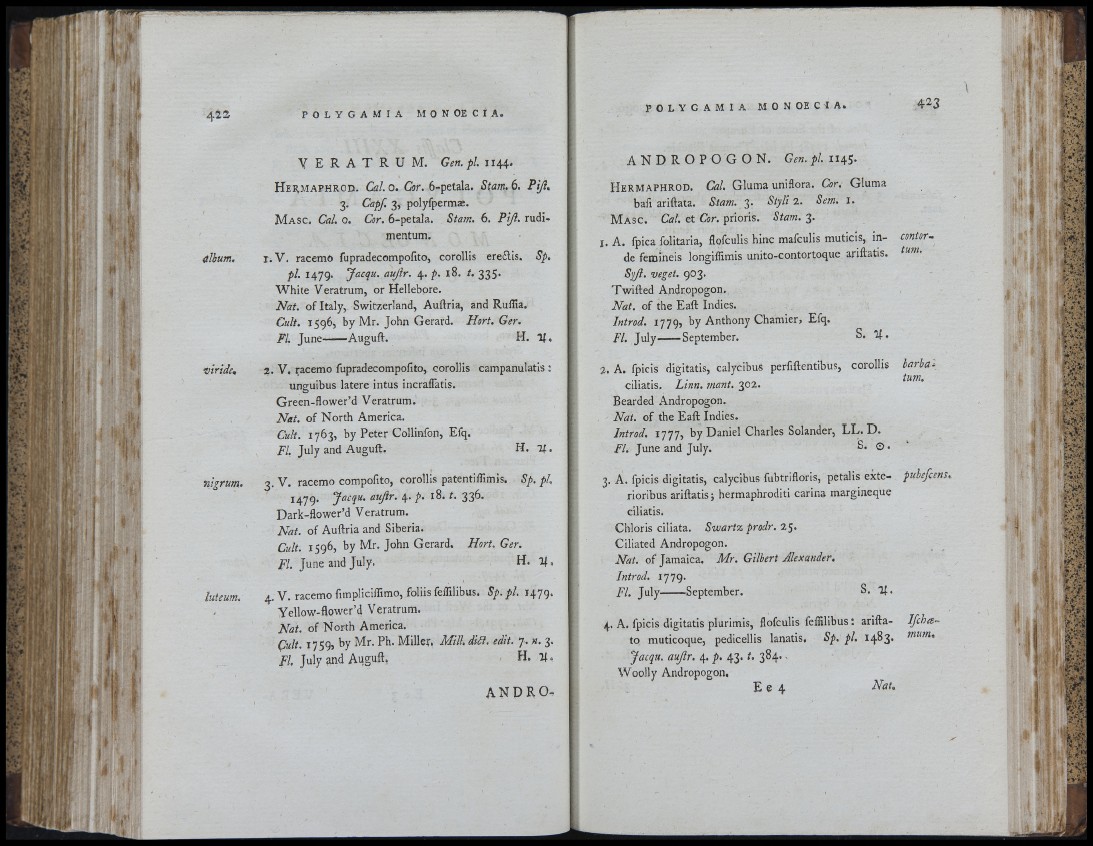 422 POLYGAMIA MONOECIA.
VERATRUM. Gen. pl. 1144.
HERMAPHROD. Cal. o. Cor. 6-petala. Stam. 6. Piſt.
3. Capſ. 3, polyſpermæ.
MASC. Cal. o. Cor. 6-petala. Stam. 6. Piſt. rudi-
mentum.
album. 1. V. racemo ſupradecompoſito, corollis erectis. Sp.
pl. 1479. Jacqu. auſtr. 4. p. 18. t. 335.
White Veratrum, or Hellebore.
Nat. of Italy, Switzerland, Auſtria, and Ruſſia.
Cult. 1596, by Mr. John Gerard. Hort. Ger.
Fl. June——Auguſt. H. ♃.
viride. 2. V. racemo ſupradecompoſito, corollis campanulatis:
unguibus latere intus incraſſatis.
Green-flower'd Veratrum.
Nat. of North America.
Cult. 1763, by Peter Collinſon, Eſq.
Fl. July and Auguſt. H. ♃.
nigrum. 3. V. racemo compoſito, corollis patentiſſimis. Sp. pl.
1479. Jacqu. auſtr. 4. p. 18. t. 336.
Dark-flower'd Veratrum.
Nat. of Auſtria and Siberia.
Cult. 1596, by Mr. John Gerard. Hort. Ger.
Fl. June and July. H. ♃.
luteum. 4. V. racemo ſimpliciſſimo, foliis ſeſſilibus. Sp. pl. 1479.
Yellow-flower'd Veratrum.
Nat. of North America.
Cult. 1759, by Mr. Ph. Miller, Mill. dict. edit. 7. n. 3.
Fl. July and Auguſt. H. ♃.
ANDRO-
POLYGAMIA MONOECIA. 423
ANDROPOGON. Gen. pl. 1145.
HERMAPHROD. Cal. Gluma uniflora. Cor. Gluma
baſi ariſtata. Stam. 3. Styli 2. Sem. 1.
MASC. Cal. et Cor. prioris. Stam. 3.
1. A. ſpica ſolitaria, floſculis hinc maſculis muticis, in- contor-
de femineis longiſſimis unito-contortoque ariſtatis. tum.
Syſt. veget. 903.
Twiſted Andropogon.
Nat. of the Eaſt Indies.
Introd. 1779, by Anthony Chamier, Eſq.
Fl. July——September. S. ♃.
2. A. ſpicis digitatis, calycibus perſiſtentibus, corollis barba-
ciliatis. Linn. mant. 302. tum.
Bearded Andropogon.
Nat. of the Eaſt Indies.
Introd. 1777, by Daniel Charles Solander, LL. D.
Fl. June and July. S. ☉.
3. A. ſpicis digitatis, calycibus ſubtrifloris, petalis exte- pubeſcens.
rioribus ariſtatis; hermaphroditi carina margineque
ciliatis.
Chloris ciliata. Swartz prodr. 25.
Ciliated Andropogon.
Nat. of Jamaica. Mr. Gilbert Alexander.
Introd. 1779.
Fl. July——September. S. ♃.
4. A. ſpicis digitatis plurimis, floſculis ſeſſilibus: ariſta- Iſchæ-
to muticoque, pedicellis lanatis. Sp. pl. 1483. mum.
Jacqu. auſtr. 4. p. 43. t. 384.
Woolly Andropogon.
E e 4 Nat.